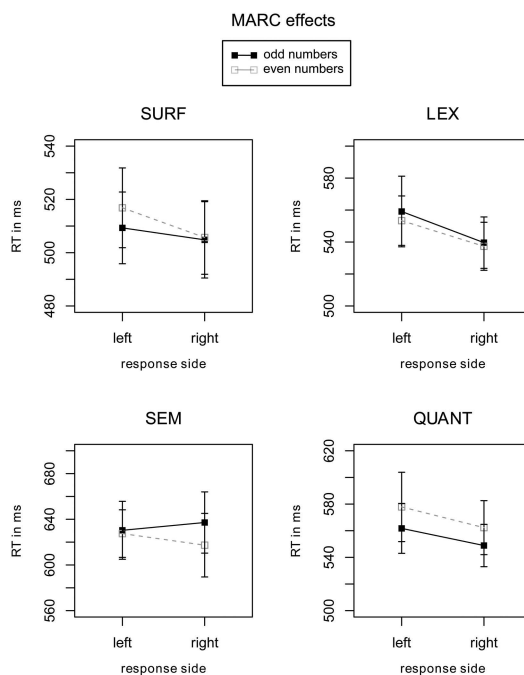 MARC effects
odd numbers
even numbers
SURF
RT in ms
540
520
500
480
left right
response side
LEX
RT in ms
580
540
500
left right
response side
SEM
RT in ms
680
640
600
560
left right
response side
QUANT
RT in ms
620
580
540
500
left right
response side